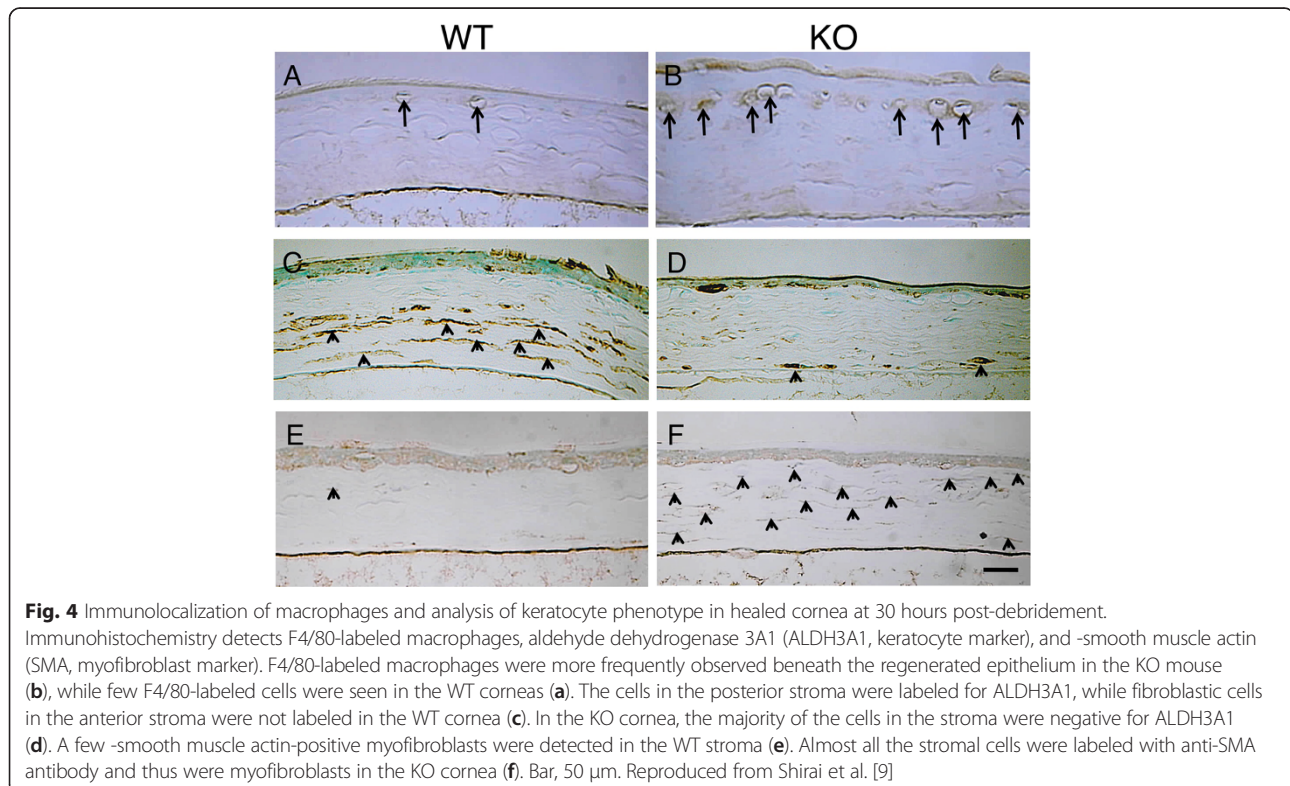 WT
KO
A
B
C
D
E
F
Fig. 4 Immunolocalization of macrophages and analysis of keratocyte phenotype in healed cornea at 30 hours post-debridement.
Immunohistochemistry detects F4/80-labeled macrophages, aldehyde dehydrogenase 3A1 (ALDH3A1, keratocyte marker), and -smooth muscle actin
(SMA, myofibroblast marker). F4/80-labeled macrophages were more frequently observed beneath the regenerated epithelium in the KO mouse
(b), while few F4/80-labeled cells were seen in the WT corneas (a). The cells in the posterior stroma were labeled for ALDH3A1, while fibroblastic cells
in the anterior stroma were not labeled in the WT cornea (c). In the KO cornea, the majority of the cells in the stroma were negative for ALDH3A1
(d). A few -smooth muscle actin-positive myofibroblasts were detected in the WT stroma (e). Almost all the stromal cells were labeled with anti-SMA
antibody and thus were myofibroblasts in the KO cornea (f). Bar, 50 μm. Reproduced from Shirai et al. [9]